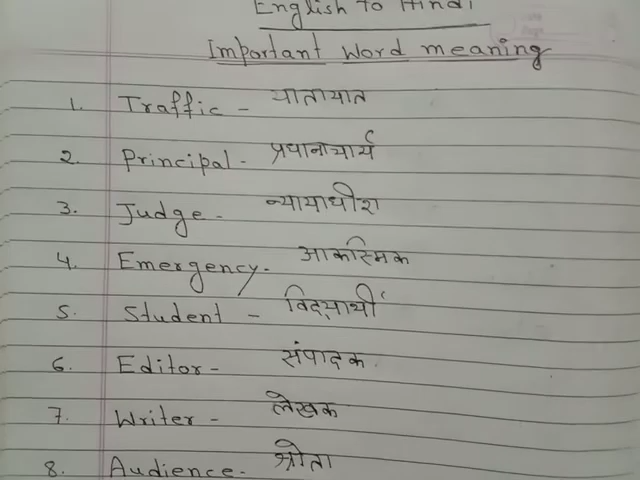 English to Hindi
Important Word meaning
1. Traffic - यातायात
2. Principal - प्रधानाचार्य
3. Judge - न्यायाधीश
4. Emergency - आकस्मिक
5. Student - विद्यार्थी
6. Editor - संपादक
7. Writer - लेखक
8. Audience - श्रोता